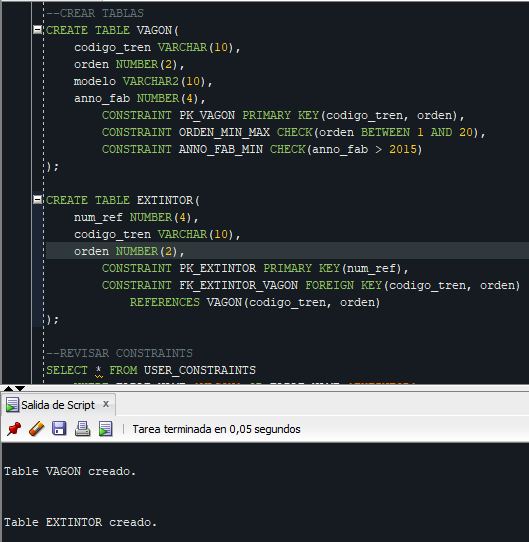 --CREAR TABLAS
CREATE TABLE VAGON(
codigo_tren VARCHAR(10),
orden NUMBER(2),
modelo VARCHAR2(10),
anno_fab NUMBER(4),
CONSTRAINT PK_VAGON PRIMARY KEY(codigo_tren, orden),
CONSTRAINT ORDEN_MIN_MAX CHECK(orden BETWEEN 1 AND 20),
CONSTRAINT ANNO_FAB_MIN CHECK(anno_fab > 2015)
);
CREATE TABLE EXTINTOR(
num_ref NUMBER(4),
codigo_tren VARCHAR(10),
orden NUMBER(2),
CONSTRAINT PK_EXTINTOR PRIMARY KEY(num_ref),
CONSTRAINT FK_EXTINTOR_VAGON FOREIGN KEY(codigo_tren, orden)
REFERENCES VAGON(codigo_tren, orden)
);
--REVISAR CONSTRAINTS
SELECT * FROM USER_CONSTRAINTS
Salida de Script x
Tarea terminada en 0,05 segundos
Table VAGON creado.
Table EXTINTOR creado.